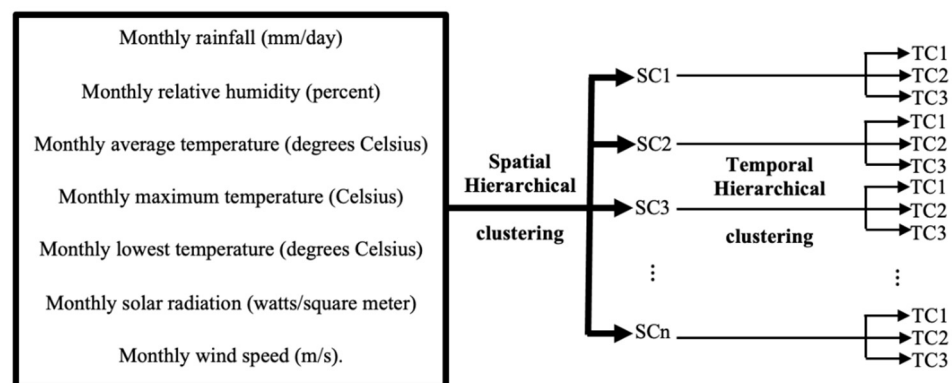 Monthly rainfall (mm/day)
Monthly relative humidity (percent)
Monthly average temperature (degrees Celsius)
Monthly maximum temperature (Celsius)
Monthly lowest temperature (degrees Celsius)
Monthly solar radiation (watts/square meter)
Monthly wind speed (m/s).
Spatial
Hierarchical
clustering
SC1
SC2
SC3
⋮
SCn
Temporal
Hierarchical
clustering
TC1
TC2
TC3
TC1
TC2
TC3
TC1
TC2
TC3
⋮
TC1
TC2
TC3